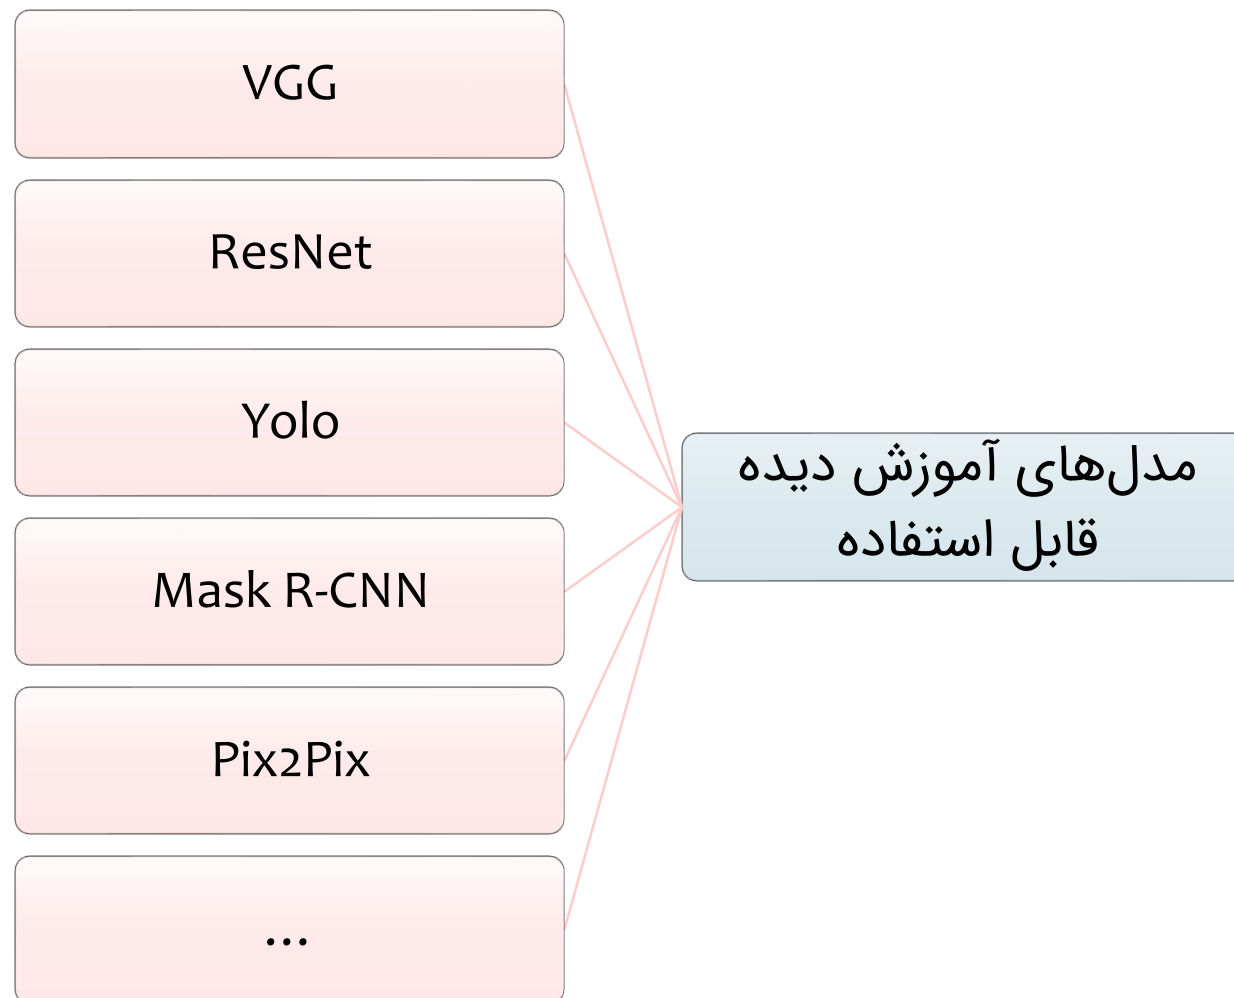 مدل‌های آموزش دیده
قابل استفاده
VGG
ResNet
Yolo
Mask R-CNN
Pix2Pix
...